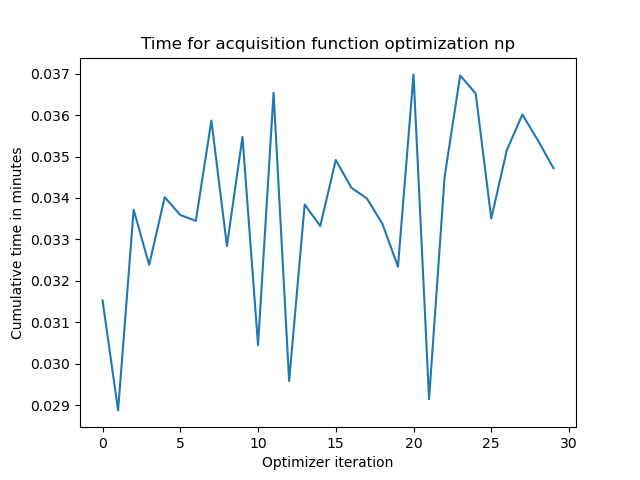 Time for acquisition function optimization np
Cumulative time in minutes
0.037
0.036
0.035
0.034
0.033
0.032
0.031
0.030
0.029
0 5 10 15 20 25 30
Optimizer iteration